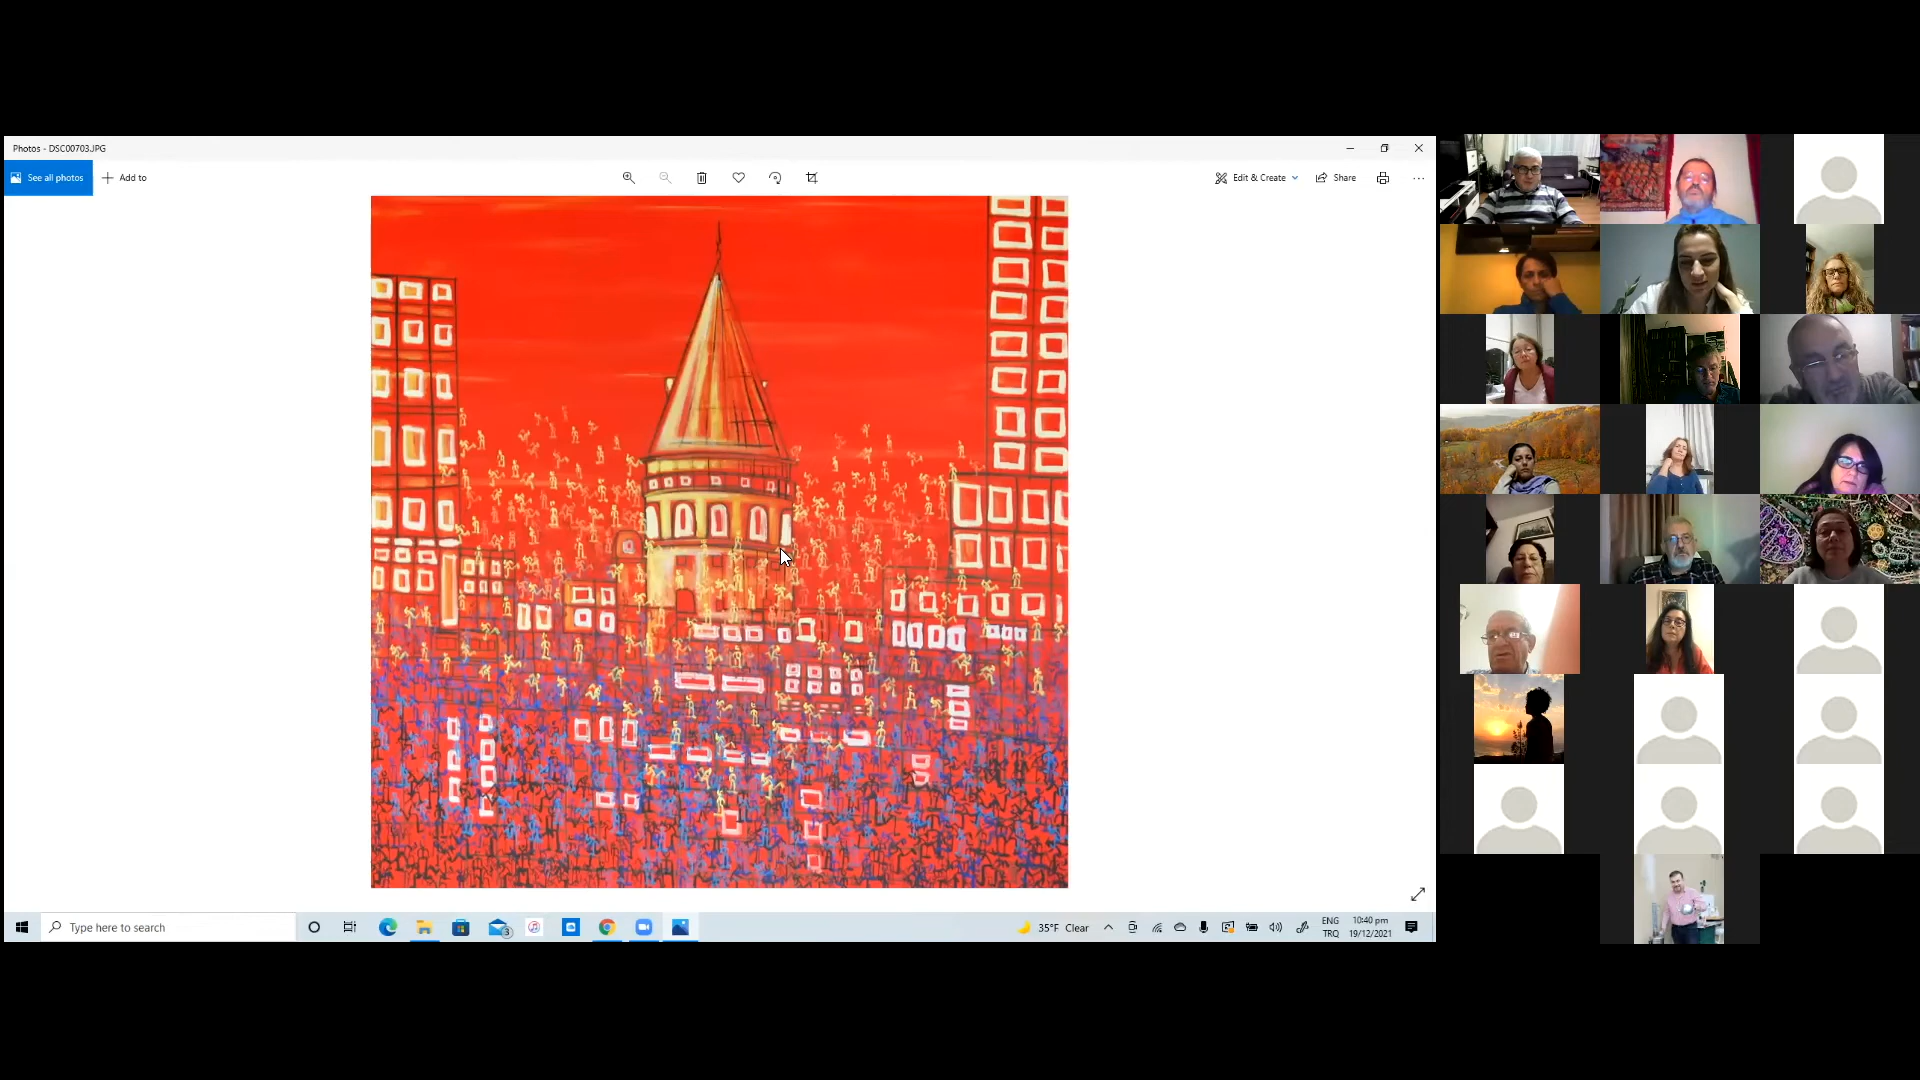 Photos - DSC00703.JPG
See all photos
Add to
Edit & Create
Share
Type here to search
3
35°F Clear
ENG
TRQ
10:40 pm
19/12/2021